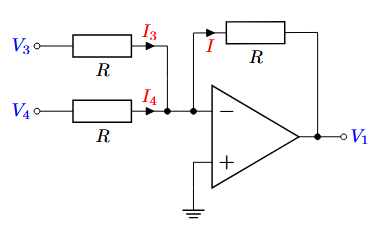 I₃
V₃
I
R
R
I₄
V₄
−
R
+
V₁